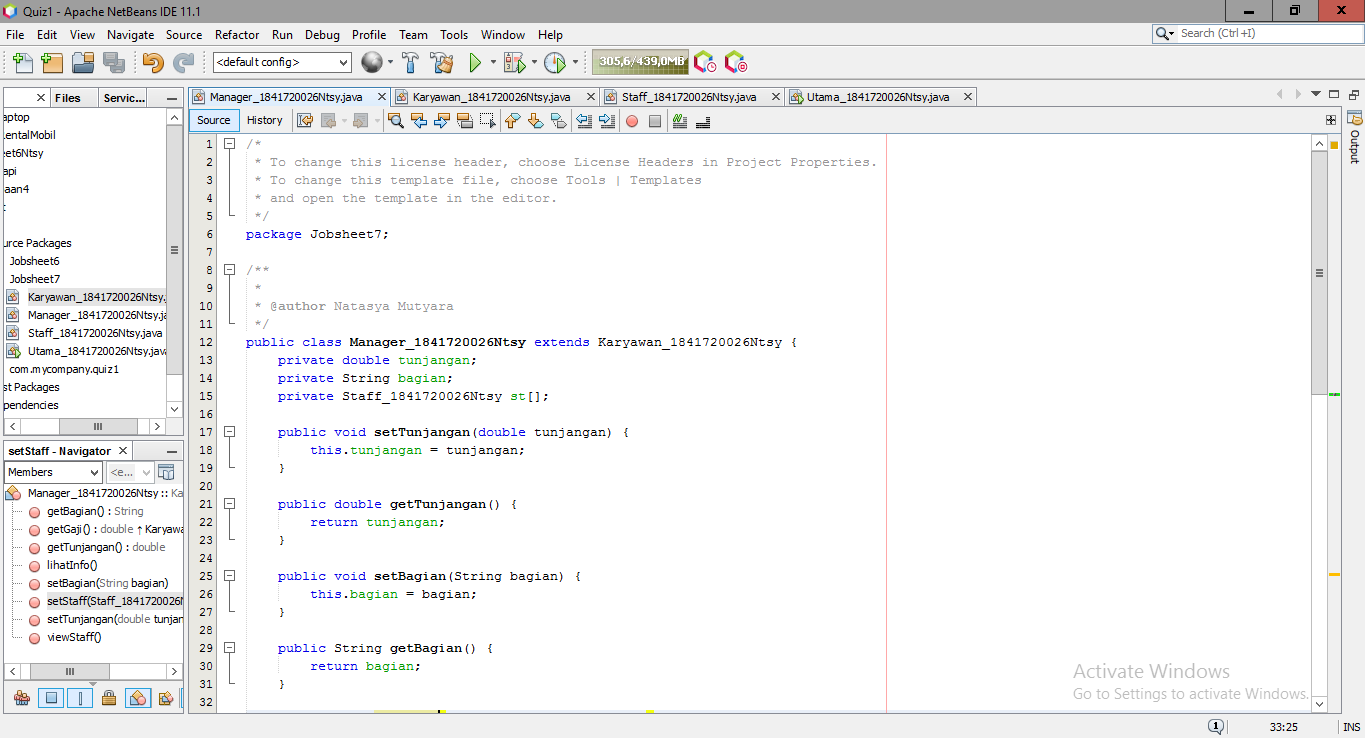 Quiz1 - Apache NetBeans IDE 11.1
File Edit View Navigate Source Refactor Run Debug Profile Team Tools Window Help
Search (Ctrl+I)
<default config>
305,6/439,0MB
Files Servic...
Manager_1841720026Ntsy.java Karyawan_1841720026Ntsy.java Staff_1841720026Ntsy.java Utama_1841720026Ntsy.java
Source History
Output
aptop
entalMobil
et6Ntsy
api
aan4
urce Packages
Jobsheet6
Jobsheet7
Karyawan_1841720026Ntsy.
Manager_1841720026Ntsy.ja
Staff_1841720026Ntsy.java
Utama_1841720026Ntsy.java
com.mycompany.quiz1
st Packages
pendencies
setStaff - Navigator
Members <e...
Manager_1841720026Ntsy :: Ka
getBagian() : String
getGaji() : double ↑ Karyawa
getTunjangan() : double
lihatInfo()
setBagian(String bagian)
setStaff(Staff_1841720026N
setTunjangan(double tunjan
viewStaff()
1 /*
2 * To change this license header, choose License Headers in Project Properties.
3 * To change this template file, choose Tools | Templates
4 * and open the template in the editor.
5 */
6 package Jobsheet7;
7
8 /**
9 *
10 * @author Natasya Mutyara
11 */
12 public class Manager_1841720026Ntsy extends Karyawan_1841720026Ntsy {
13 private double tunjangan;
14 private String bagian;
15 private Staff_1841720026Ntsy st[];
16
17 public void setTunjangan(double tunjangan) {
18 this.tunjangan = tunjangan;
19 }
20
21 public double getTunjangan() {
22 return tunjangan;
23 }
24
25 public void setBagian(String bagian) {
26 this.bagian = bagian;
27 }
28
29 public String getBagian() {
30 return bagian;
31 }
32
Activate Windows
Go to Settings to activate Windows.
1 33:25 INS